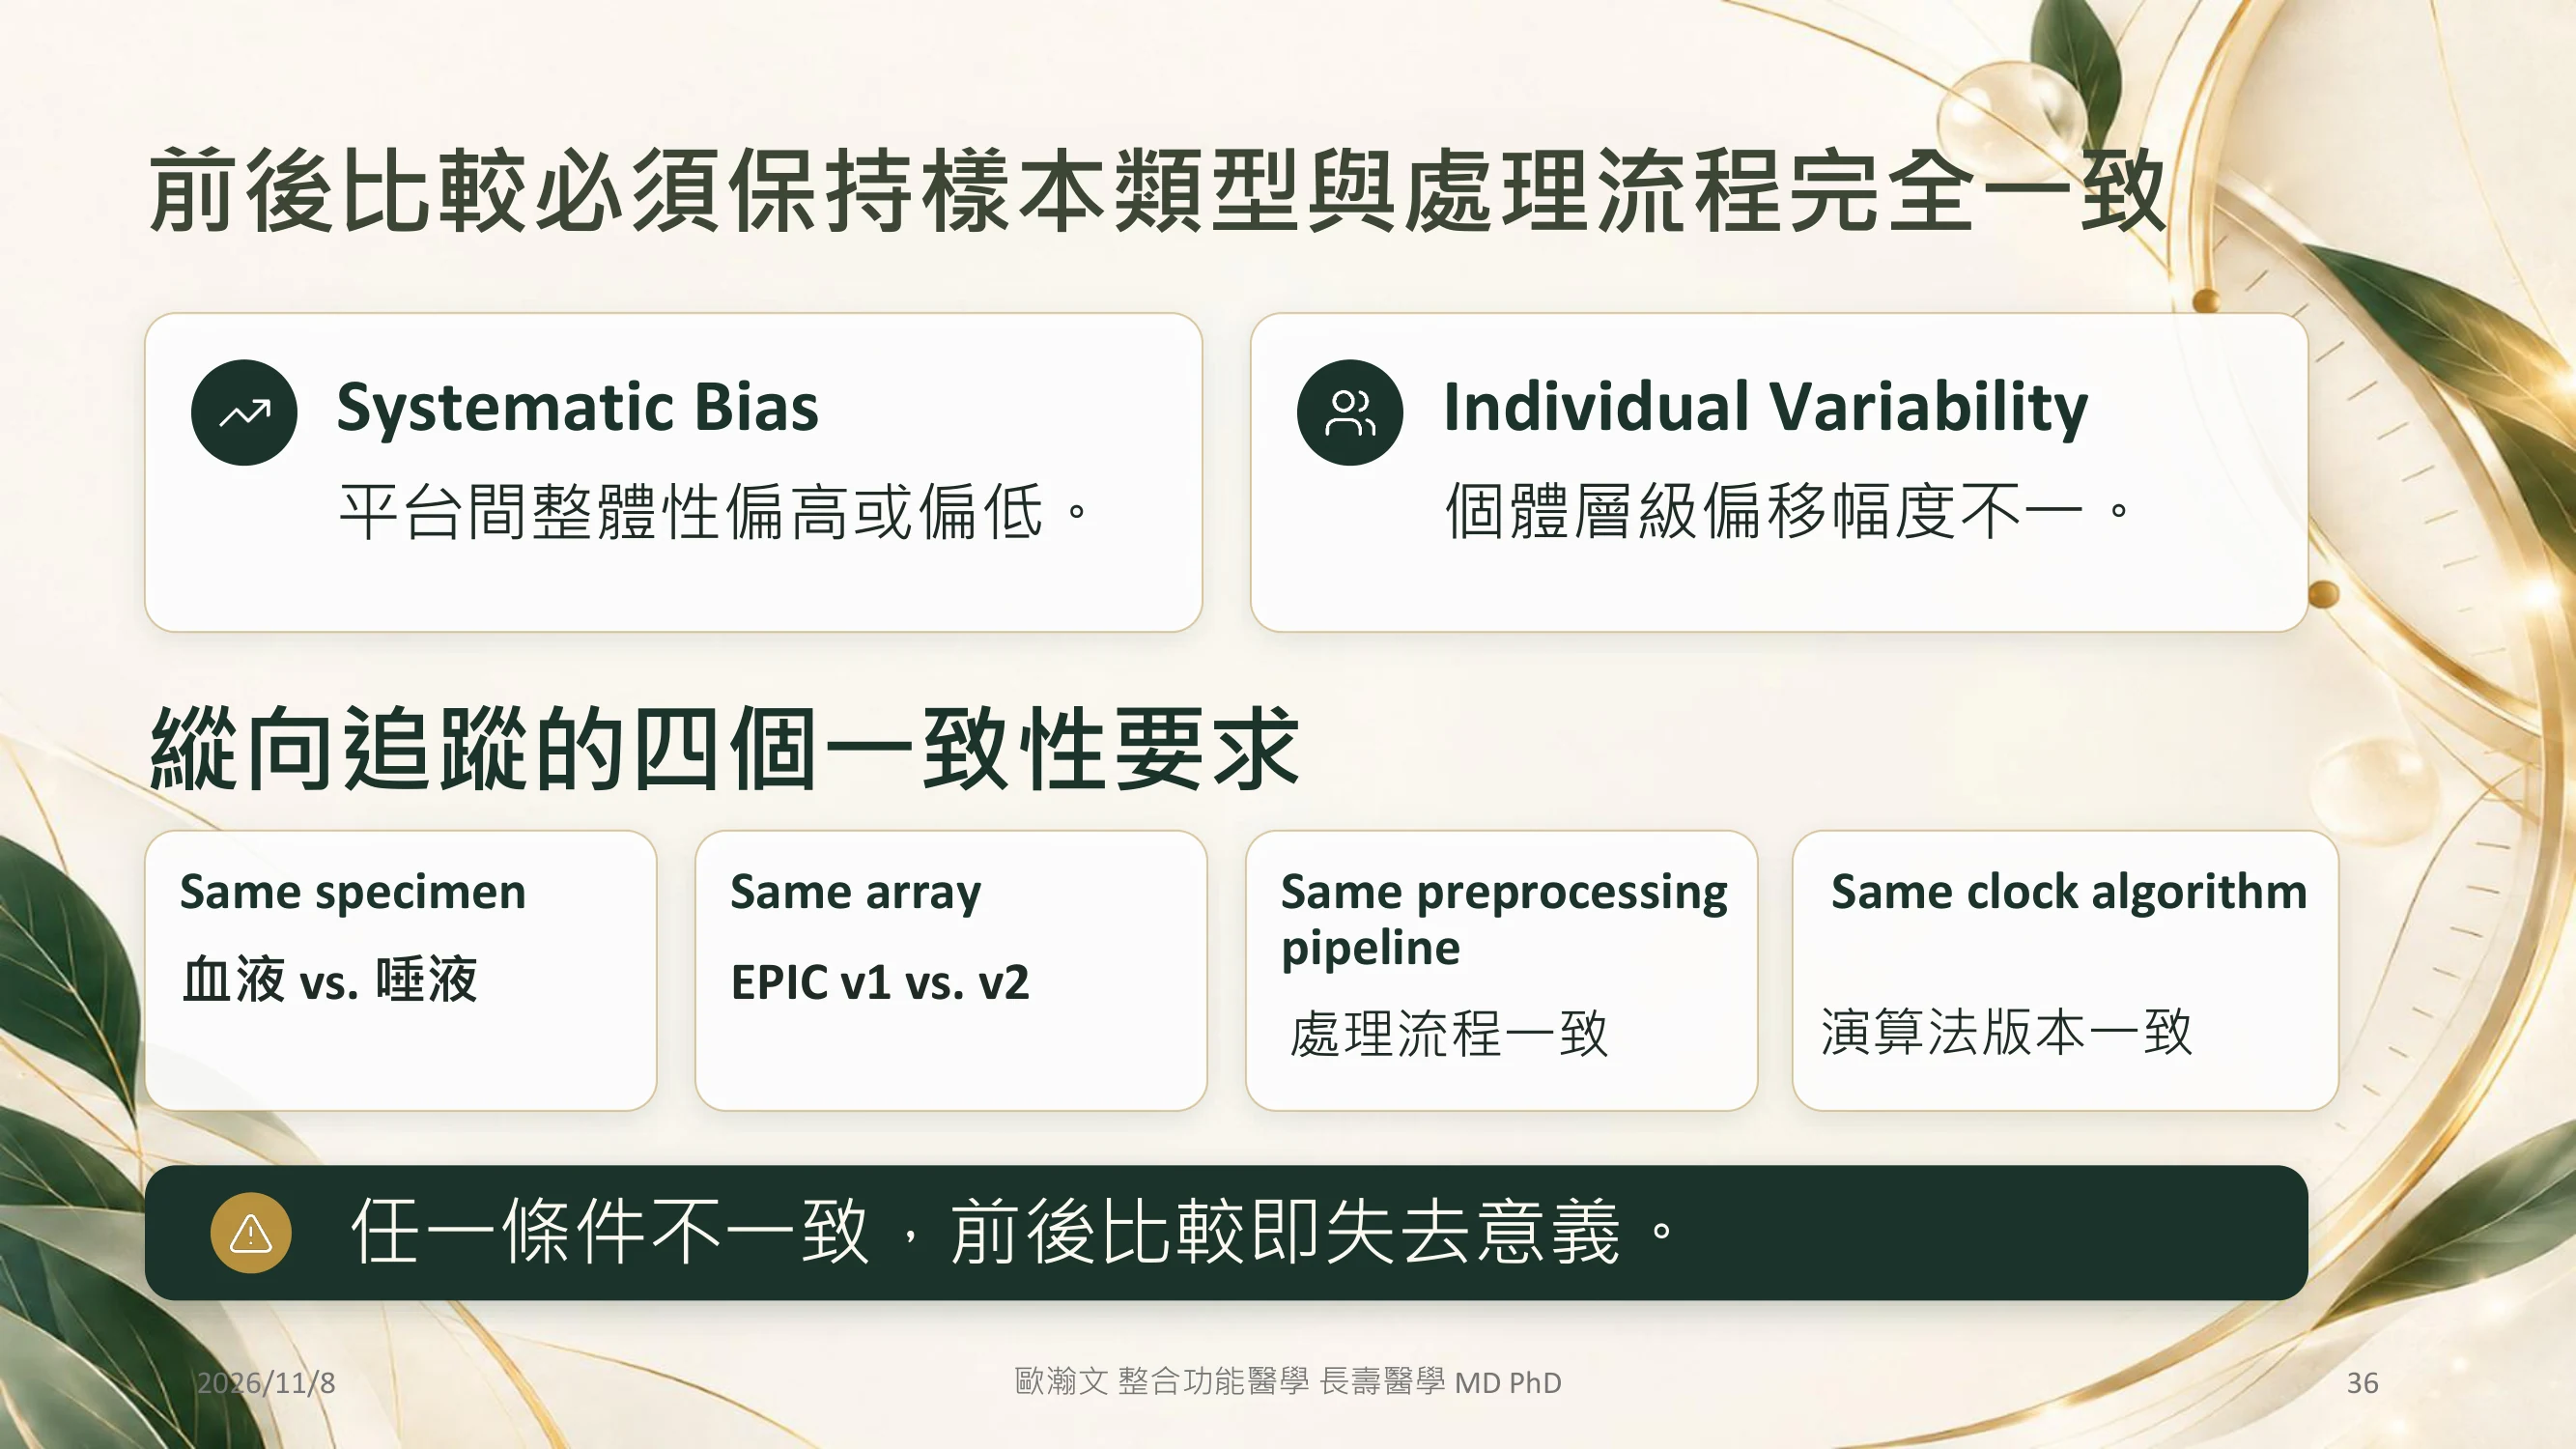 前後比較必須保持樣本類型與處理流程完全一致
Systematic Bias
平台間整體性偏高或偏低。
Individual Variability
個體層級偏移幅度不一。
縱向追蹤的四個一致性要求
Same specimen
血液 vs. 唾液
Same array
EPIC v1 vs. v2
Same preprocessing
pipeline
處理流程一致
Same clock algorithm
演算法版本一致
任一條件不一致，前後比較即失去意義。
2026/11/8
歐瀚文 整合功能醫學 長壽醫學 MD PhD
36